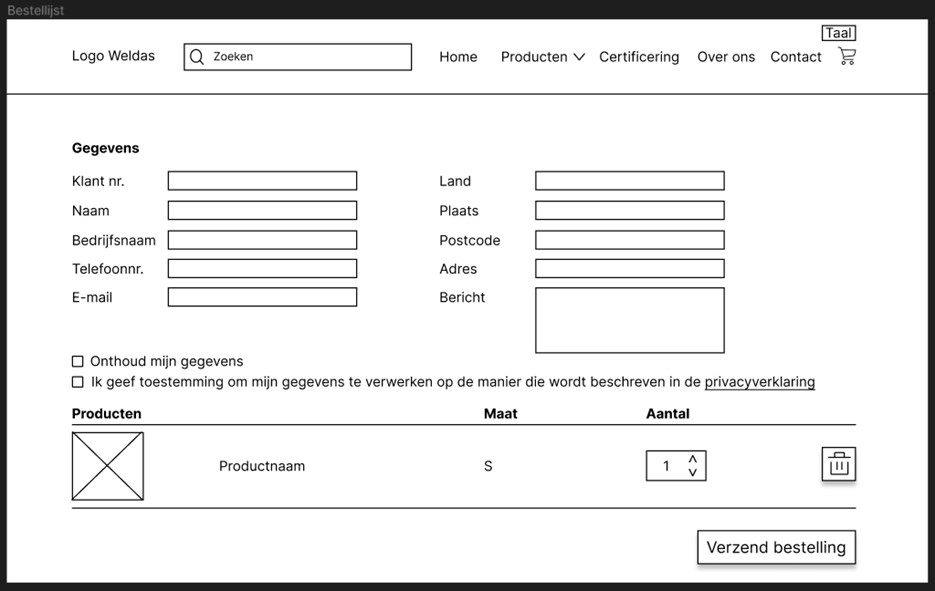 Bestellijst
Taal
Logo Weldas
Zoeken
Home Producten Certificering Over ons Contact
Gegevens
Klant nr. Land
Naam Plaats
Bedrijfsnaam Postcode
Telefoonnr. Adres
E-mail Bericht
Onthoud mijn gegevens
Ik geef toestemming om mijn gegevens te verwerken op de manier die wordt beschreven in de privacyverklaring
Producten Maat Aantal
Productnaam S 1
Verzend bestelling